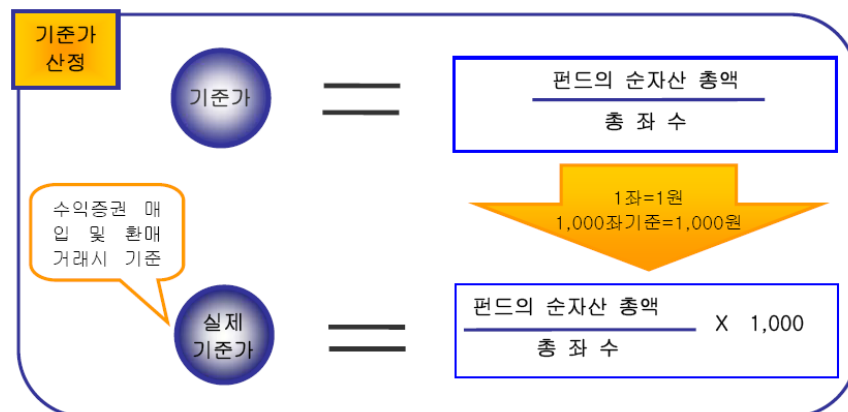 기준가
산정
기준가
펀드의 순자산 총액
총 좌 수
1좌=1원
1,000좌기준=1,000원
수익증권 매
입 및 환매
거래시 기준
실제
기준가
펀드의 순자산 총액
총 좌 수
X 1,000